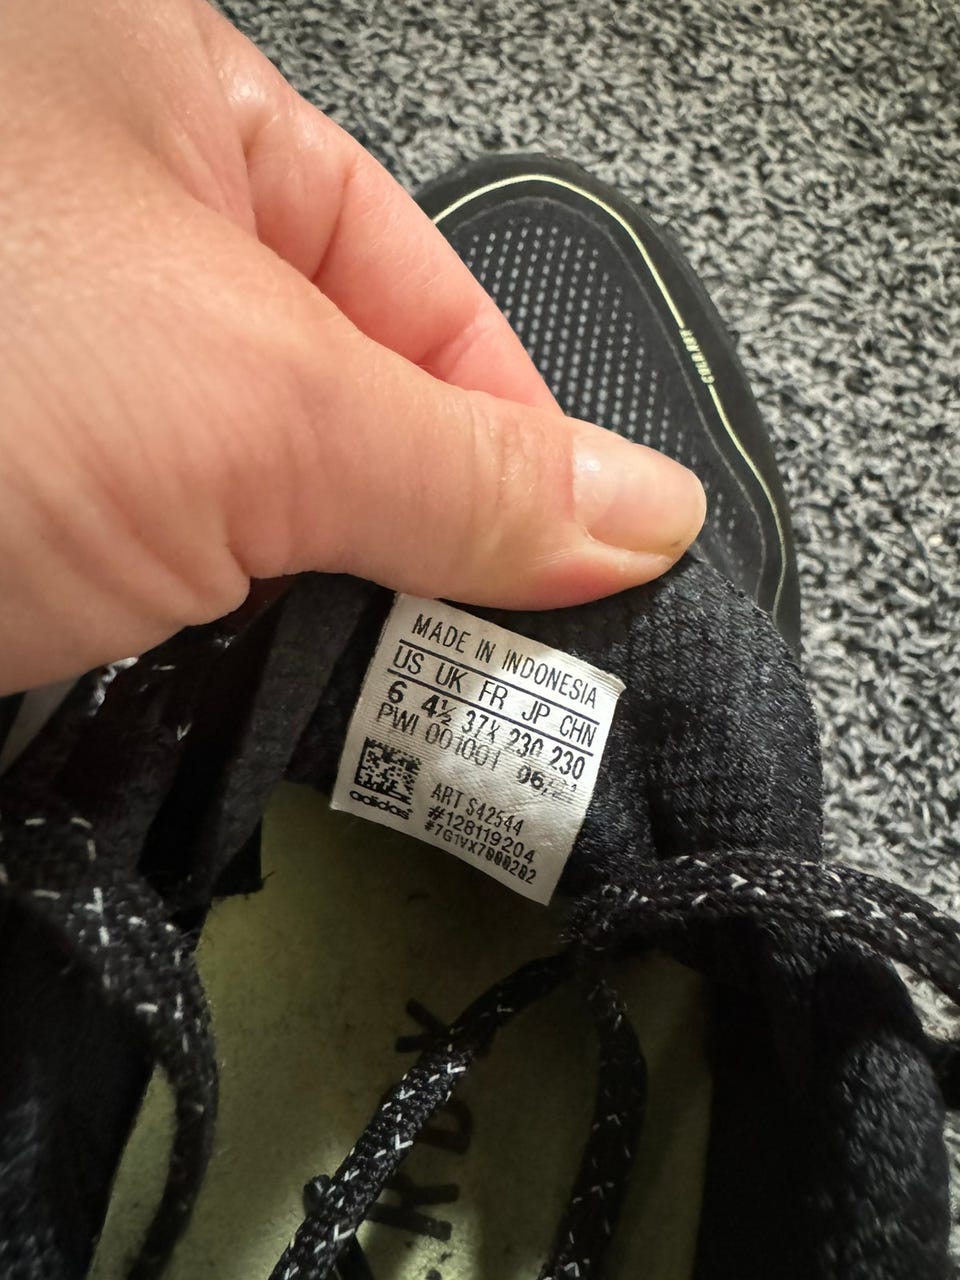 MADE IN INDONESIA
US UK FR JP CHN
6 4½ 37⅓ 230 230
PWI 001001
adidas
ART S42544
#128119204